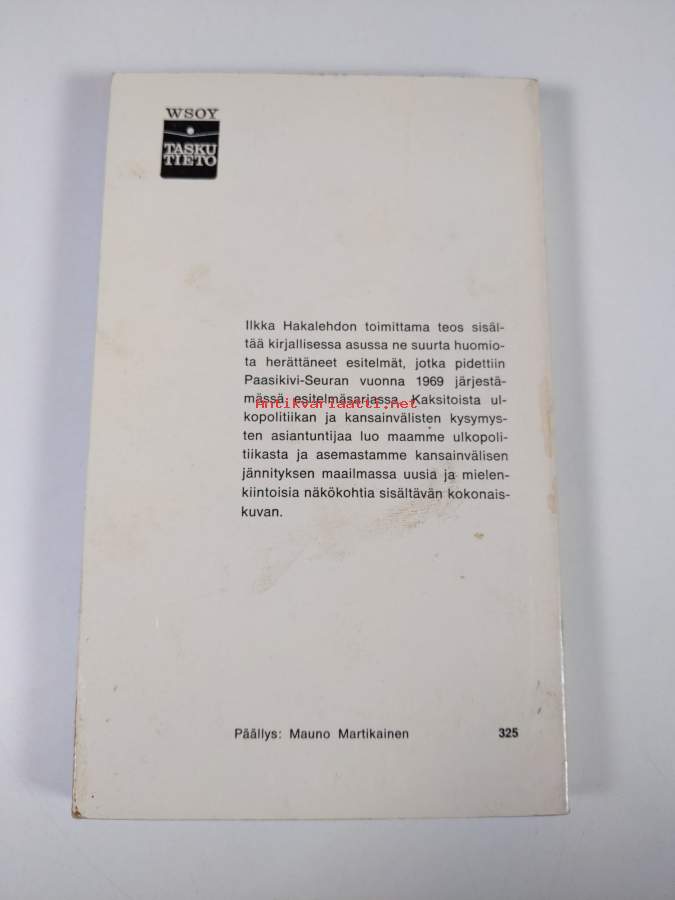 WSOY
TASKU
TIETO
Ilkka Hakalehdon toimittama teos sisäl-
tää kirjallisessa asussa ne suurta huomio-
ta herättäneet esitelmät, jotka pidettiin
Paasikivi-Seuran vuonna 1969 järjestä-
mässä esitelmäsarjassa. Kaksitoista ul-
Antikvariaatti.net
kopolitiikan ja kansainvälisten kysymys-
ten asiantuntijaa luo maamme ulkopoli-
tiikasta ja asemastamme kansainvälisen
jännityksen maailmassa uusia ja mielen-
kiintoisia näkökohtia sisältävän kokonais-
kuvan.
Päällys: Mauno Martikainen 325